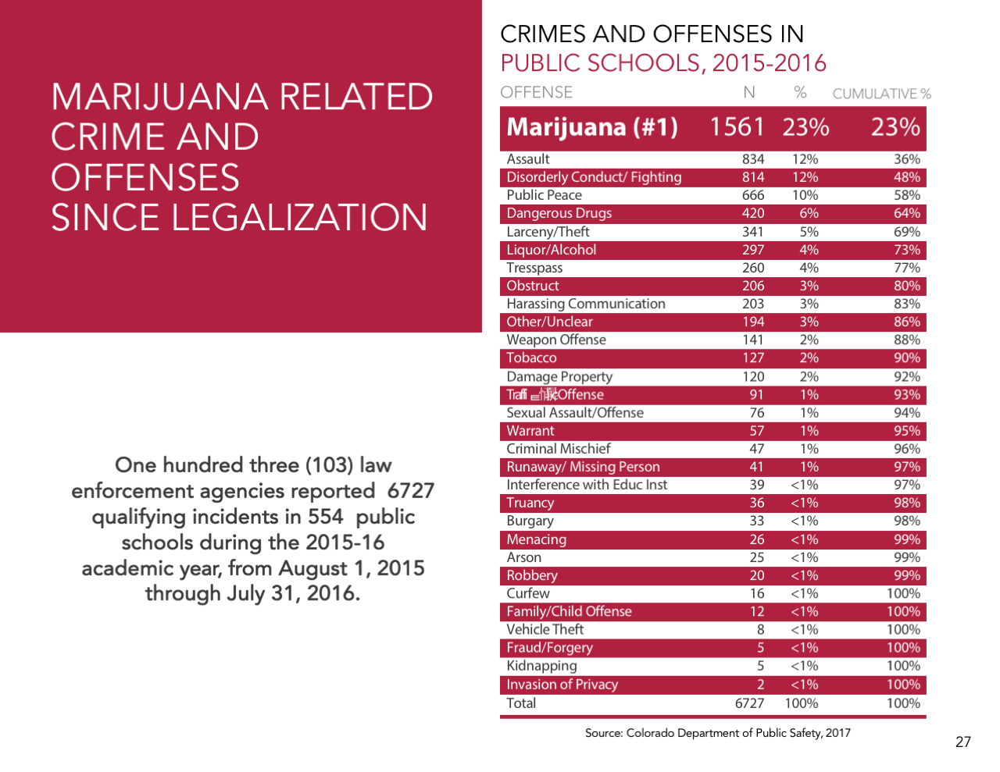 MARIJUANA RELATED
CRIME AND
OFFENSES
SINCE LEGALIZATION
One hundred three (103) law
enforcement agencies reported 6727
qualifying incidents in 554 public
schools during the 2015-16
academic year, from August 1, 2015
through July 31, 2016.
CRIMES AND OFFENSES IN
PUBLIC SCHOOLS, 2015-2016
OFFENSE N % CUMULATIVE %
Marijuana (#1) 1561 23% 23%
Assault 834 12% 36%
Disorderly Conduct/ Fighting 814 12% 48%
Public Peace 666 10% 58%
Dangerous Drugs 420 6% 64%
Larceny/Theft 341 5% 69%
Liquor/Alcohol 297 4% 73%
Tresspass 260 4% 77%
Obstruct 206 3% 80%
Harassing Communication 203 3% 83%
Other/Unclear 194 3% 86%
Weapon Offense 141 2% 88%
Tobacco 127 2% 90%
Damage Property 120 2% 92%
Offense 91 1% 93%
Sexual Assault/Offense 76 1% 94%
Warrant 57 1% 95%
Criminal Mischief 47 1% 96%
Runaway/ Missing Person 41 1% 97%
Interference with Educ Inst 39 <1% 97%
Truancy 36 <1% 98%
Burgary 33 <1% 98%
Menacing 26 <1% 99%
Arson 25 <1% 99%
Robbery 20 <1% 99%
Curfew 16 <1% 100%
Family/Child Offense 12 <1% 100%
Vehicle Theft 8 <1% 100%
Fraud/Forgery 5 <1% 100%
Kidnapping 5 <1% 100%
Invasion of Privacy 2 <1% 100%
Total 6727 100% 100%
Source: Colorado Department of Public Safety, 2017
27